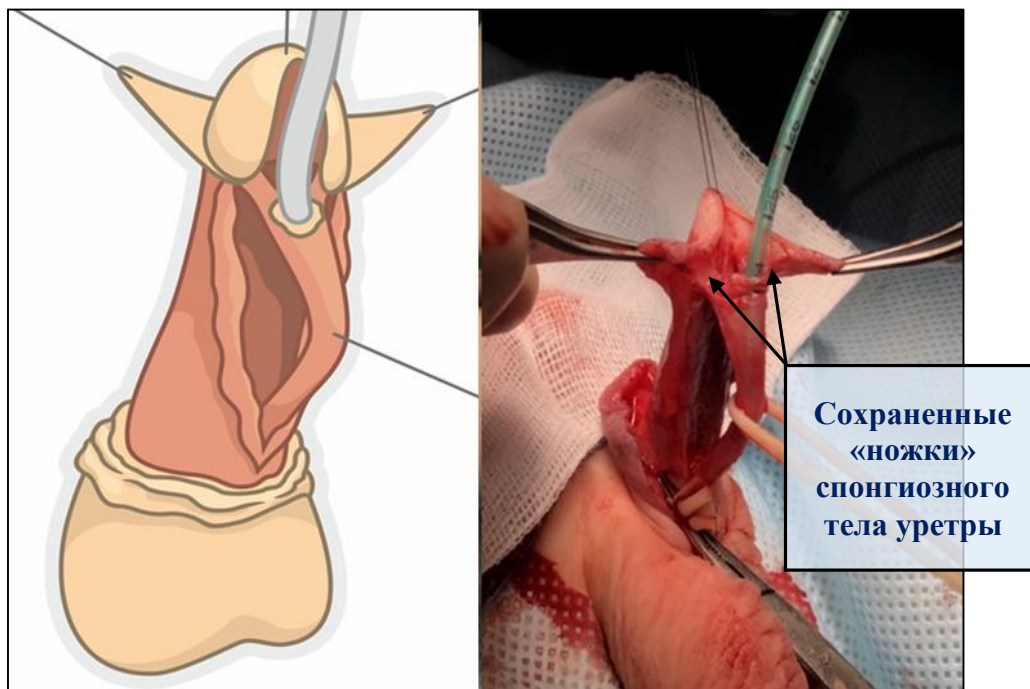 Сохраненные
«ножки»
спонгиозного
тела уретры